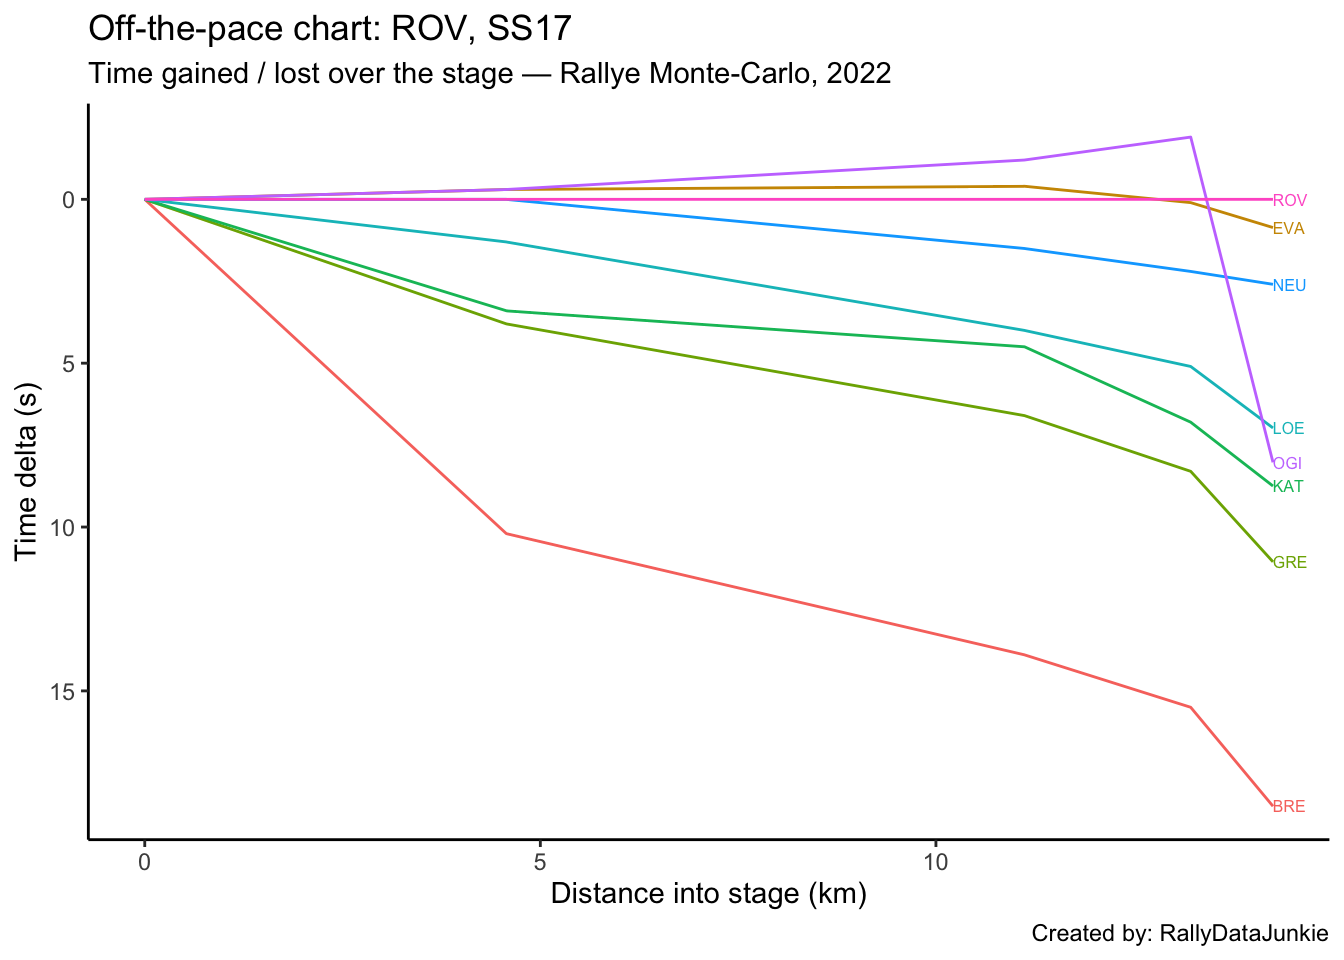 Off-the-pace chart: ROV, SS17
Time gained / lost over the stage — Rallye Monte-Carlo, 2022
Time delta (s)
0
5
10
15
ROV
EVA
NEU
LOE
OGI
KAT
GRE
BRE
0 5 10
Distance into stage (km)
Created by: RallyDataJunkie